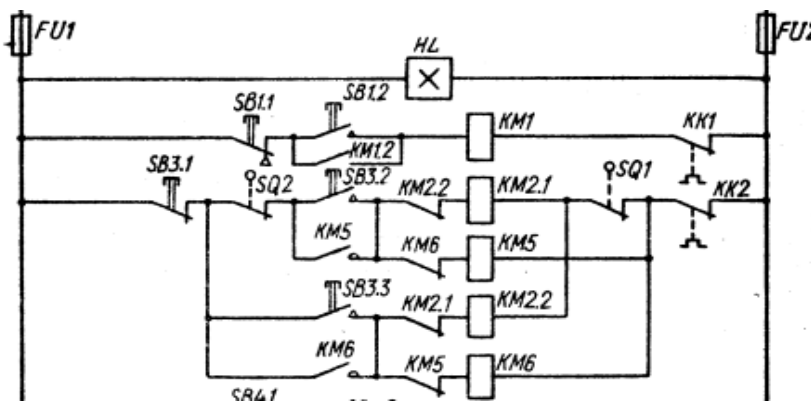 FU1
HL
FU2
SB1.1
SB1.2
KM1
KK1
KM1.2
SB3.1
SQ2
SB3.2
KM2.2
KM2.1
SQ1
KK2
KM5
KM6
KM5
SB3.3
KM2.1
KM2.2
KM6
KM5
KM6
SB4.1